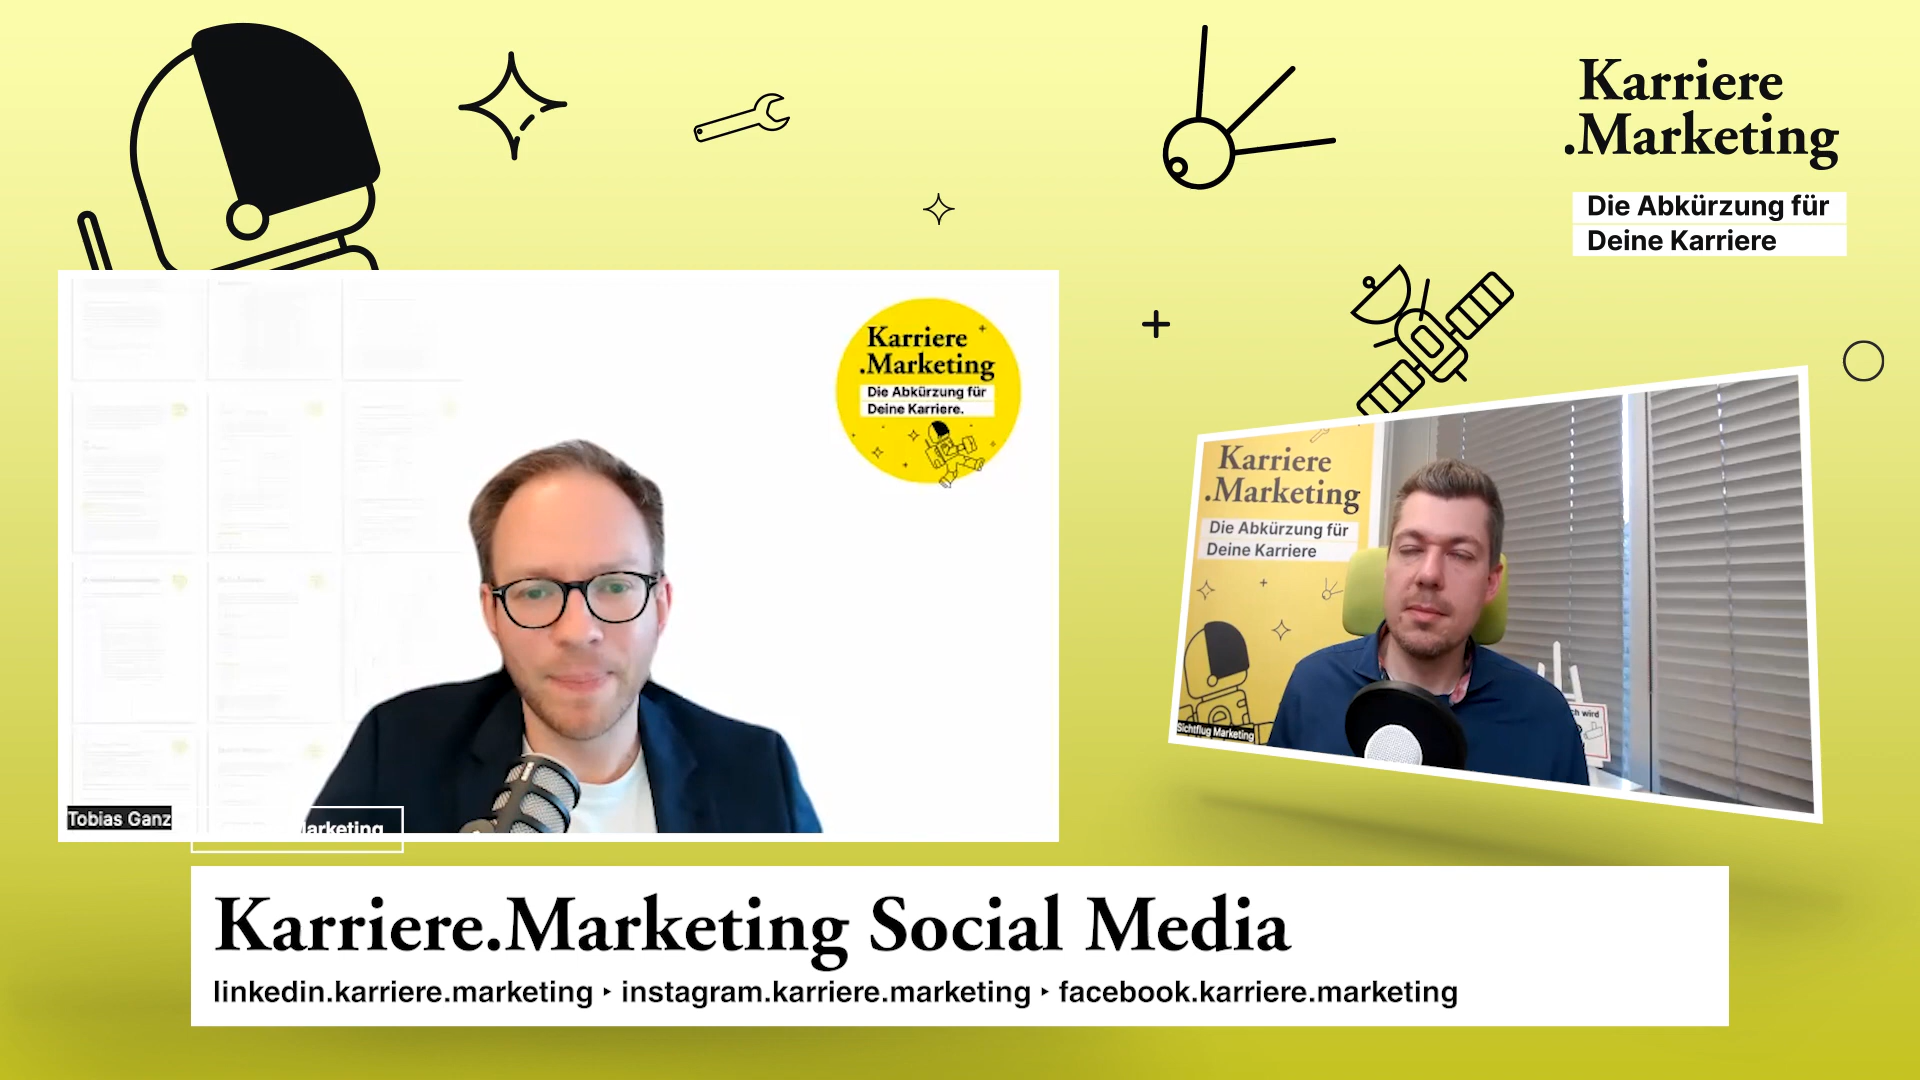 Karriere
.Marketing
Die Abkürzung für
Deine Karriere
Karriere
.Marketing
Die Abkürzung für
Deine Karriere.
Tobias Ganz
Karriere
.Marketing
Die Abkürzung für
Deine Karriere
Sichtflug Marketing
wird
Karriere.Marketing Social Media
linkedin.karriere.marketing ‣ instagram.karriere.marketing ‣ facebook.karriere.marketing